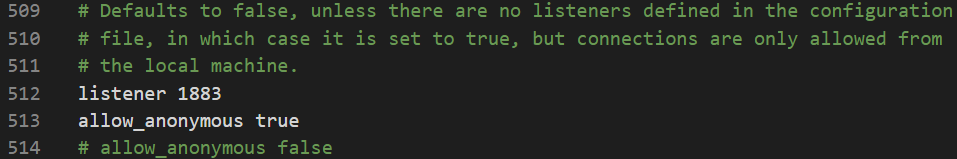 509 # Defaults to false, unless there are no listeners defined in the configuration
510 # file, in which case it is set to true, but connections are only allowed from
511 # the local machine.
512 listener 1883
513 allow_anonymous true
514 # allow_anonymous false